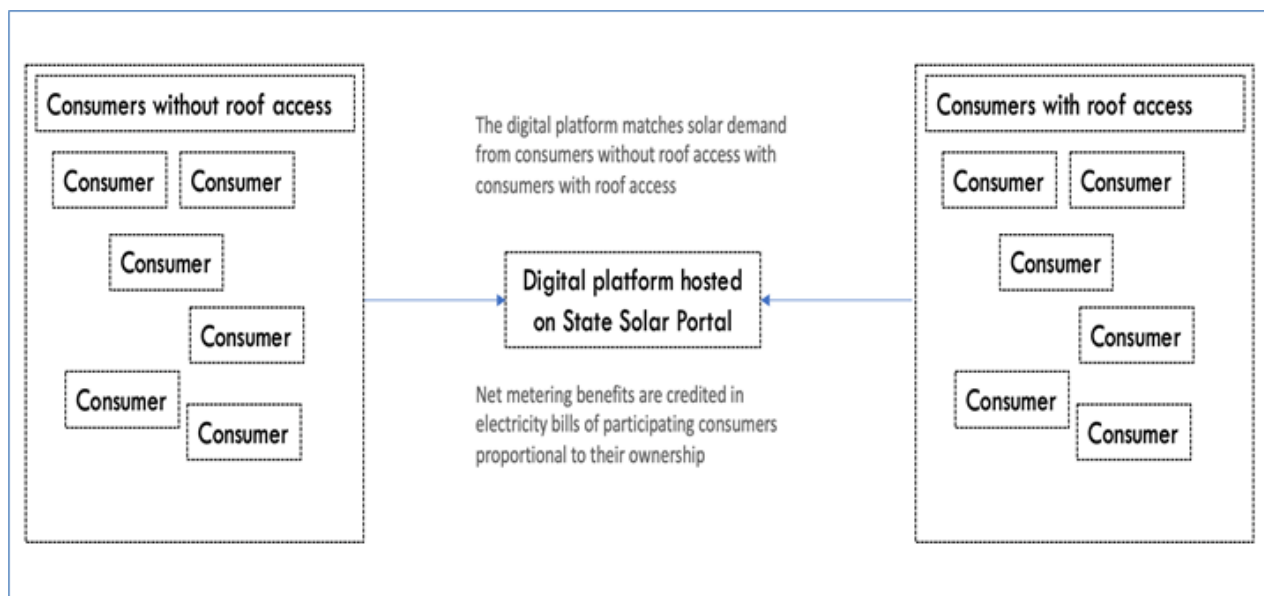 Consumers without roof access
Consumer
Consumer
Consumer
Consumer
Consumer
Consumer
The digital platform matches solar demand
from consumers without roof access with
consumers with roof access
Digital platform hosted
on State Solar Portal
Net metering benefits are credited in
electricity bills of participating consumers
proportional to their ownership
Consumers with roof access
Consumer
Consumer
Consumer
Consumer
Consumer
Consumer